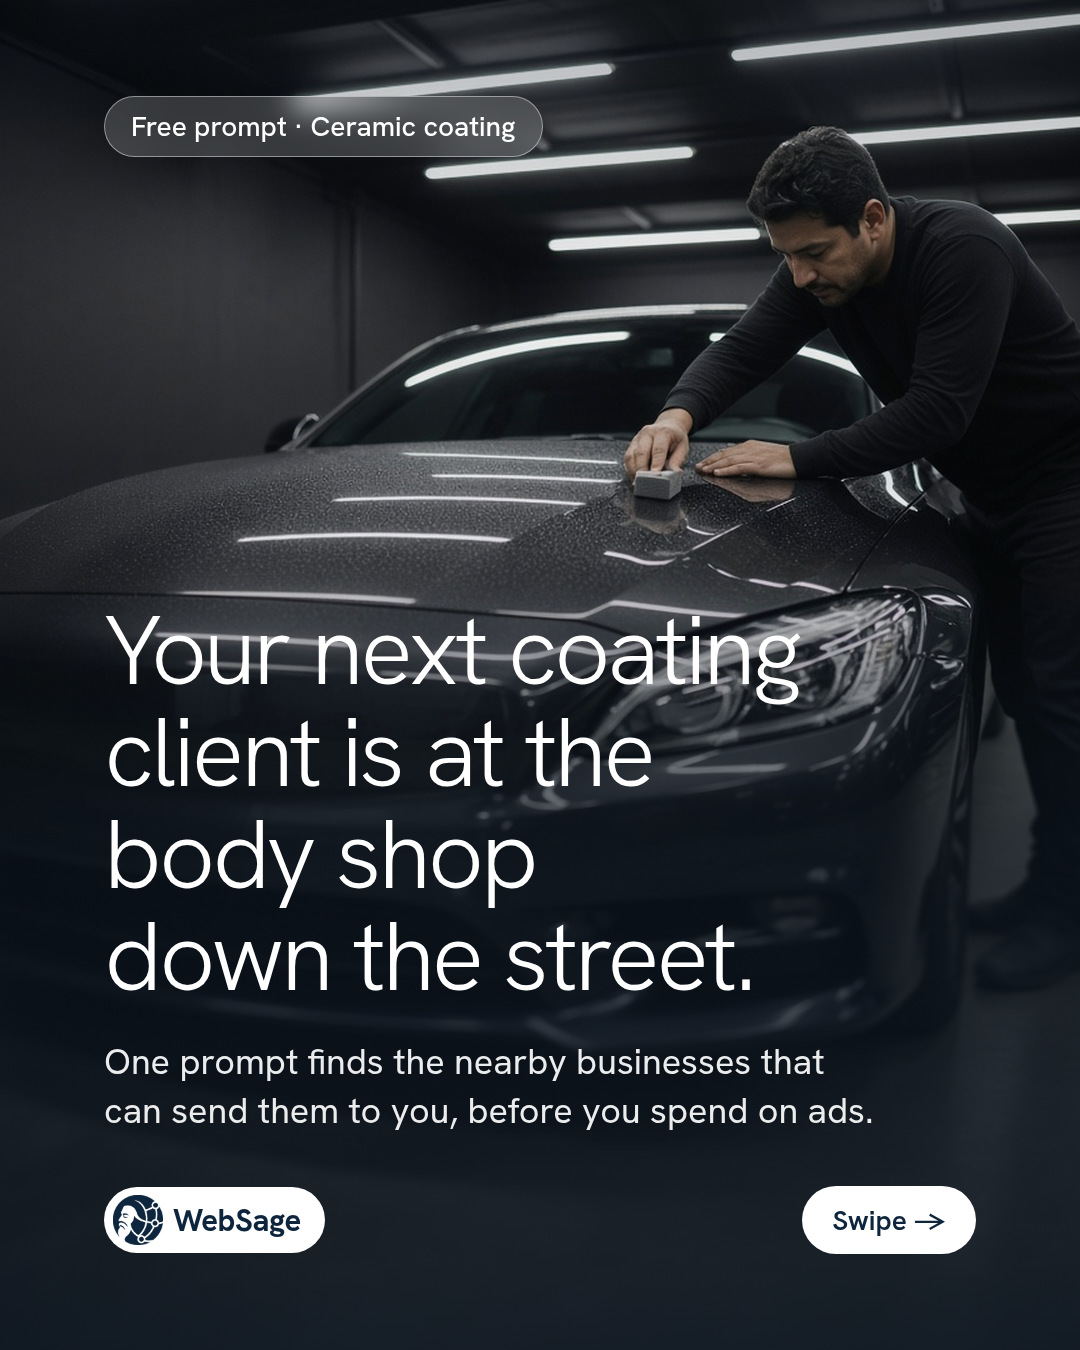 Free prompt · Ceramic coating
Your next coating
client is at the
body shop
down the street.
One prompt finds the nearby businesses that
can send them to you, before you spend on ads.
WebSage
Swipe →